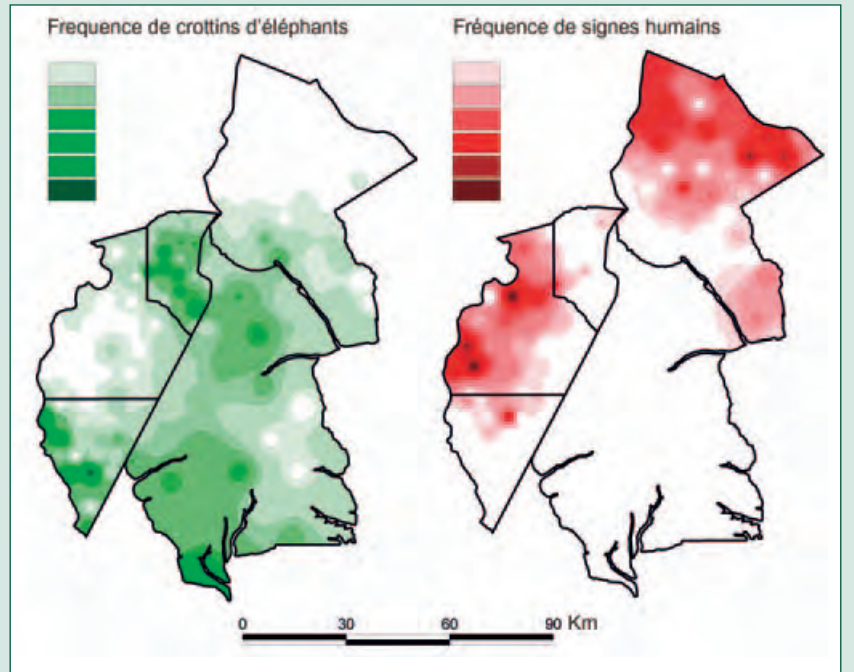 Frequence de crottins d'éléphants
Fréquence de signes humains
0 30 60 90 Km